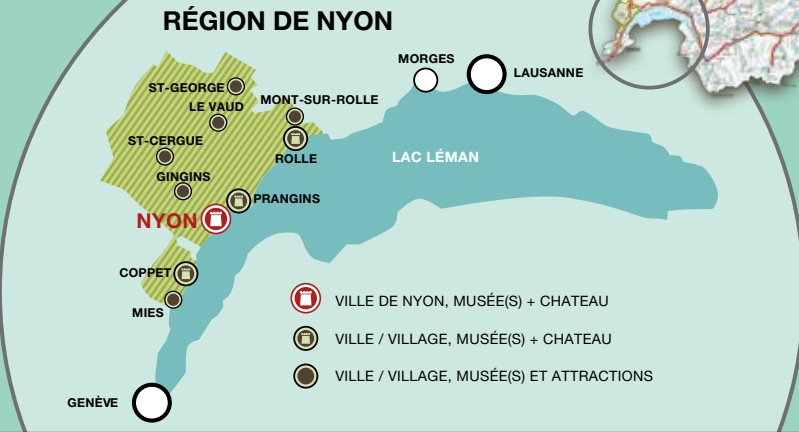 RÉGION DE NYON
MORGES
LAUSANNE
ST-GEORGE
LE VAUD
MONT-SUR-ROLLE
ST-CERGUE
ROLLE
LAC LÉMAN
GINGINS
PRANGINS
NYON
COPPET
MIES
VILLE DE NYON, MUSÉE(S) + CHATEAU
VILLE / VILLAGE, MUSÉE(S) + CHATEAU
VILLE / VILLAGE, MUSÉE(S) ET ATTRACTIONS
GENÈVE